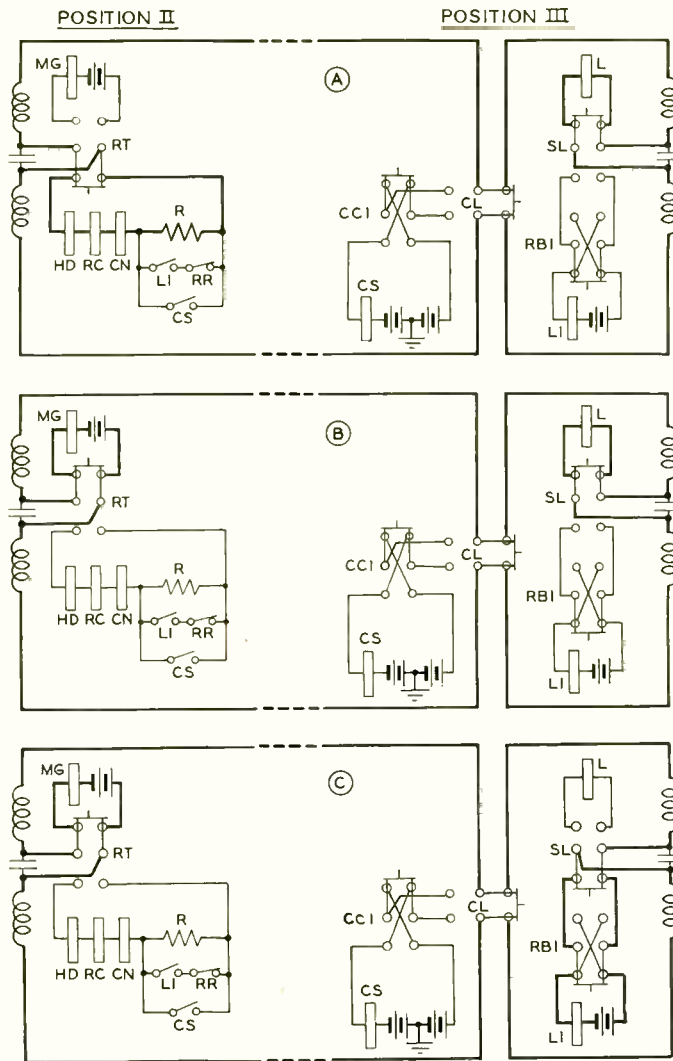 POSITION II
POSITION III
MG
A
L
RT
SL
R
CC1
CL
RB1
HD RC CN
L1 RR
CS
CS
L1
MG
B
L
RT
SL
R
CC1
CL
RB1
HD RC CN
L1 RR
CS
CS
L1
MG
C
L
RT
SL
R
CC1
CL
RB1
HD RC CN
L1 RR
CS
CS
L1